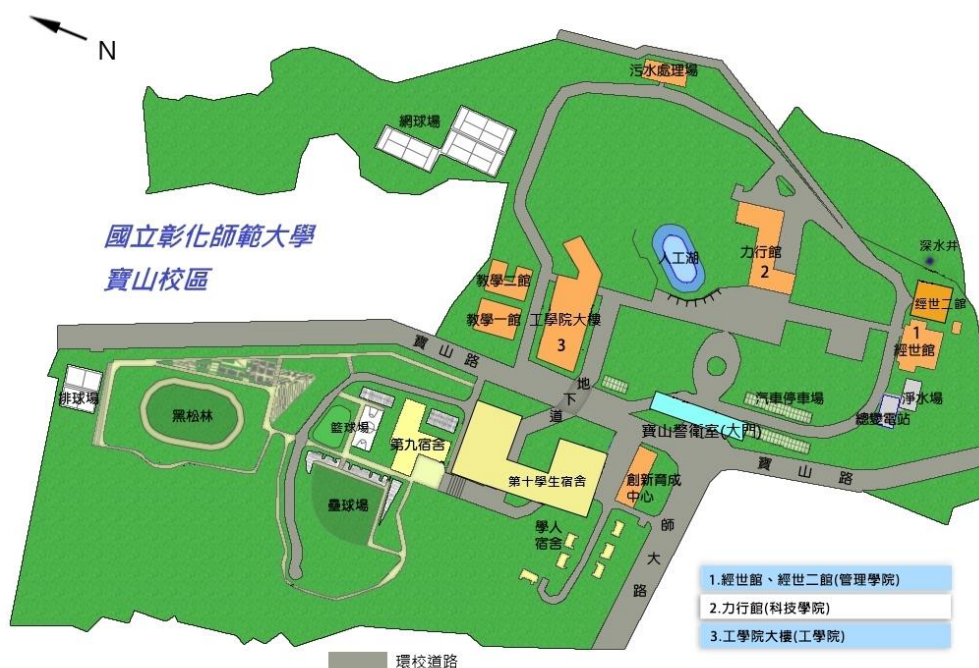 N
污水處理場
網球場
國立彰化師範大學
寶山校區
人工湖
力行館
2
深水井
教學二館
教學一館
工學院大樓
3
經世二館
1
經世館
寶山路
地下道
排球場
黑松林
籃球場
第九宿舍
汽車停車場
淨水場
總變電站
寶山警衛室(大門)
寶山路
第十學生宿舍
創新育成
中心
壘球場
學人
宿舍
師大路
1.經世館、經世二館(管理學院)
2.力行館(科技學院)
3.工學院大樓(工學院)
環校道路